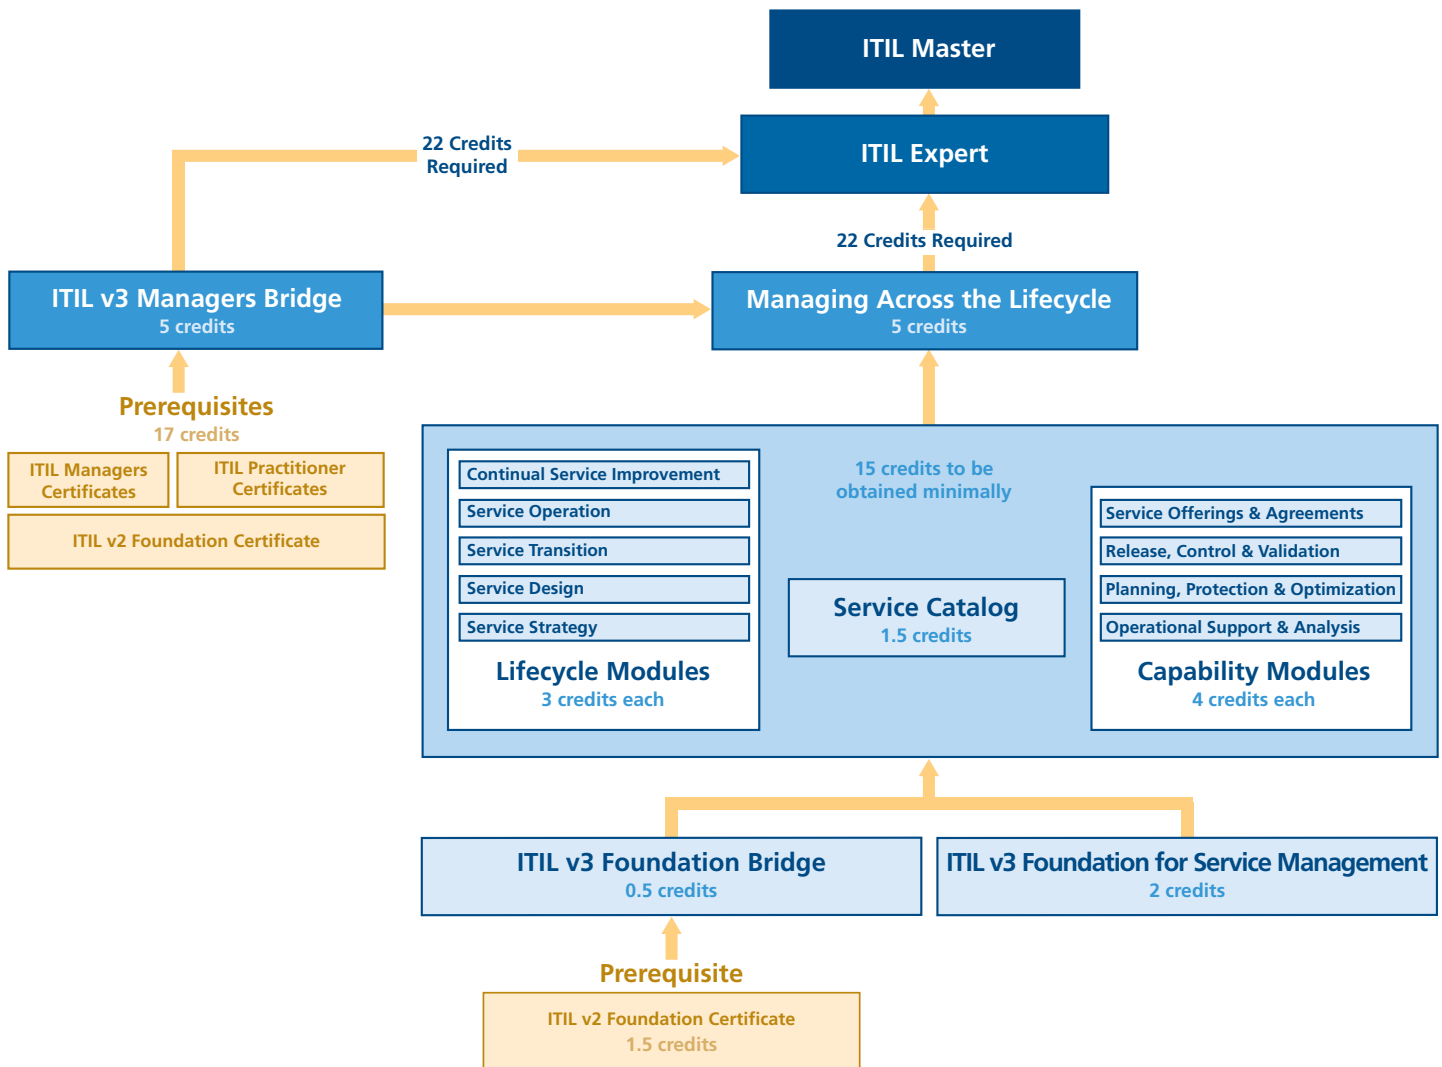 ITIL Master
ITIL Expert
22 Credits
Required
22 Credits Required
ITIL v3 Managers Bridge
5 credits
Managing Across the Lifecycle
5 credits
Prerequisites
17 credits
ITIL Managers
Certificates
ITIL Practitioner
Certificates
ITIL v2 Foundation Certificate
Continual Service Improvement
Service Operation
Service Transition
Service Design
Service Strategy
Lifecycle Modules
3 credits each
15 credits to be
obtained minimally
Service Catalog
1.5 credits
Service Offerings & Agreements
Release, Control & Validation
Planning, Protection & Optimization
Operational Support & Analysis
Capability Modules
4 credits each
ITIL v3 Foundation Bridge
0.5 credits
ITIL v3 Foundation for Service Management
2 credits
Prerequisite
ITIL v2 Foundation Certificate
1.5 credits